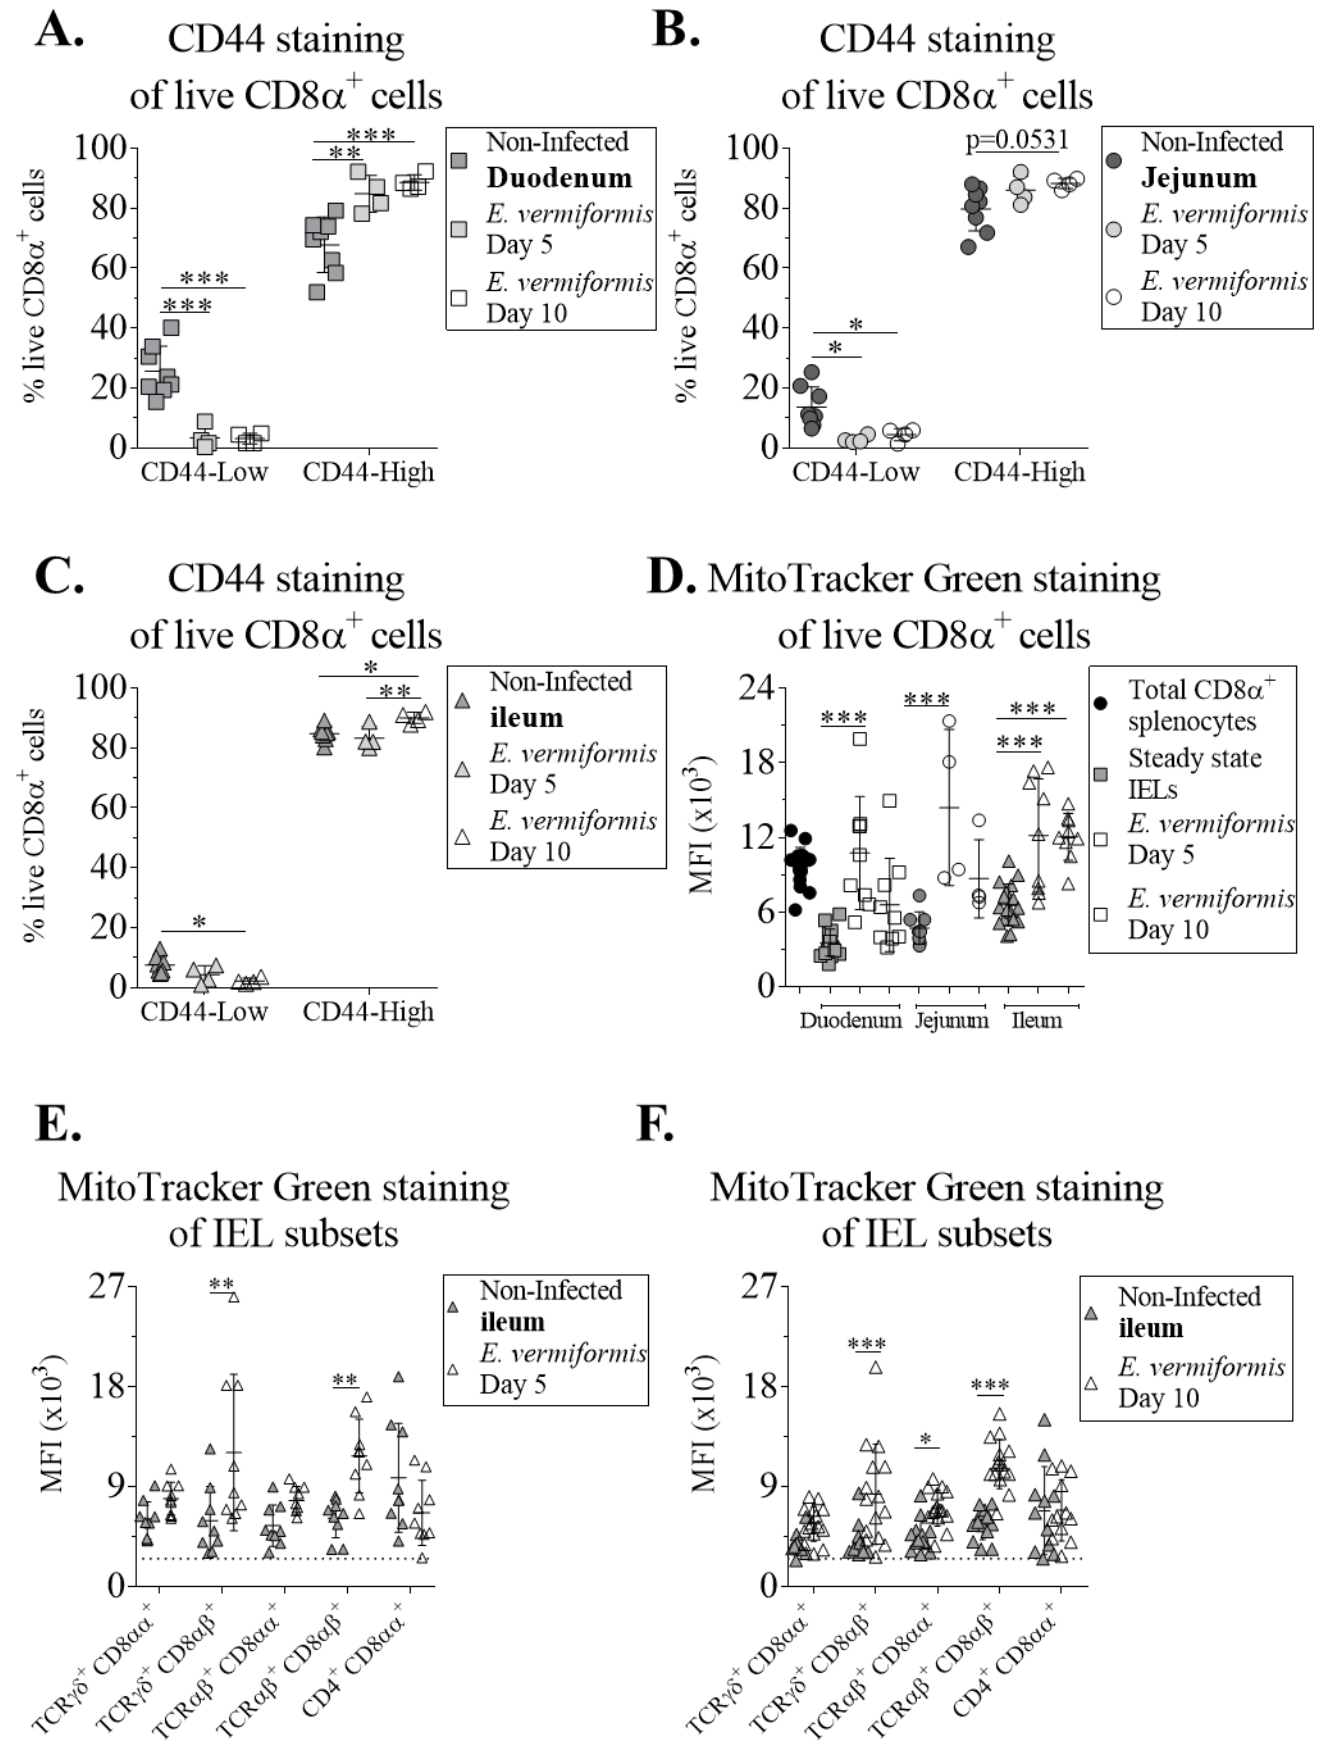 A.
CD44 staining
of live CD8α⁺ cells
% live CD8α⁺ cells
100
80
60
40
20
0
***
**
***
***
CD44-Low
CD44-High
Non-Infected
Duodenum
E. vermiformis
Day 5
E. vermiformis
Day 10
B.
CD44 staining
of live CD8α⁺ cells
% live CD8α⁺ cells
100
80
60
40
20
0
p=0.0531
*
*
CD44-Low
CD44-High
Non-Infected
Jejunum
E. vermiformis
Day 5
E. vermiformis
Day 10
C.
CD44 staining
of live CD8α⁺ cells
% live CD8α⁺ cells
100
80
60
40
20
0
*
**
*
CD44-Low
CD44-High
Non-Infected
ileum
E. vermiformis
Day 5
E. vermiformis
Day 10
D.
MitoTracker Green staining
of live CD8α⁺ cells
MFI (x10³)
24
18
12
6
0
***
***
***
***
Duodenum
Jejunum
Ileum
Total CD8α⁺
splenocytes
Steady state
IELs
E. vermiformis
Day 5
E. vermiformis
Day 10
E.
MitoTracker Green staining
of IEL subsets
MFI (x10³)
27
18
9
0
**
**
TCRγδ⁺ CD8αα⁺
TCRγδ⁺ CD8αβ⁺
TCRαβ⁺ CD8αα⁺
TCRαβ⁺ CD8αβ⁺
CD4⁺ CD8αα⁺
Non-Infected
ileum
E. vermiformis
Day 5
F.
MitoTracker Green staining
of IEL subsets
MFI (x10³)
27
18
9
0
***
*
***
TCRγδ⁺ CD8αα⁺
TCRγδ⁺ CD8αβ⁺
TCRαβ⁺ CD8αα⁺
TCRαβ⁺ CD8αβ⁺
CD4⁺ CD8αα⁺
Non-Infected
ileum
E. vermiformis
Day 10